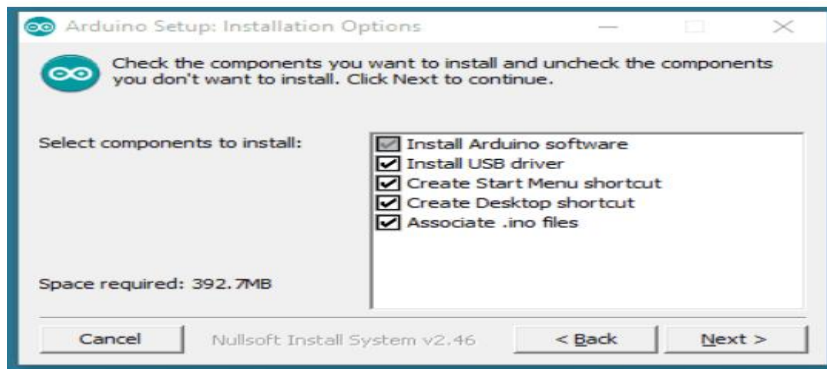 Arduino Setup: Installation Options
Check the components you want to install and uncheck the components
you don't want to install. Click Next to continue.
Select components to install:
Install Arduino software
Install USB driver
Create Start Menu shortcut
Create Desktop shortcut
Associate .ino files
Space required: 392.7MB
Cancel
Nullsoft Install System v2.46
< Back
Next >